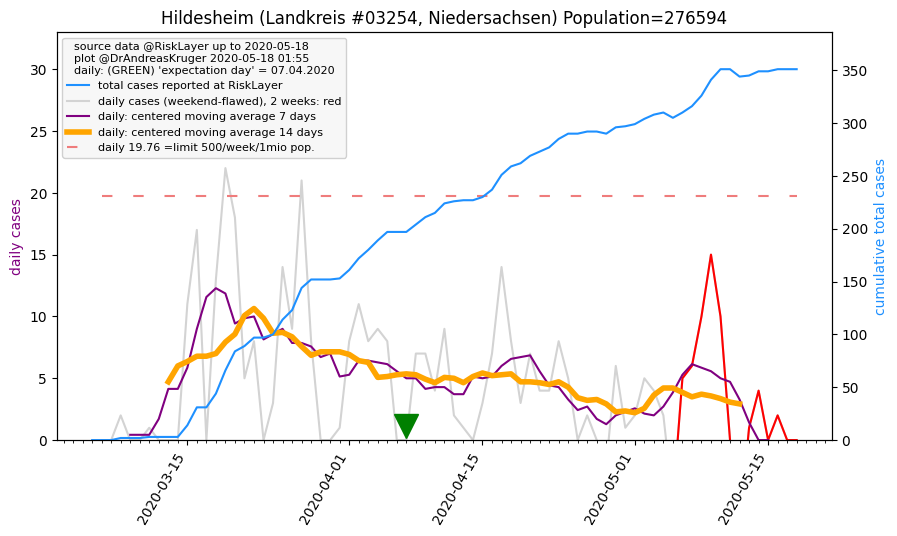 Hildesheim (Landkreis #03254, Niedersachsen) Population=276594
source data @RiskLayer up to 2020-05-18
plot @DrAndreasKruger 2020-05-18 01:55
daily: (GREEN) 'expectation day' = 07.04.2020
total cases reported at RiskLayer
daily cases (weekend-flawed), 2 weeks: red
daily: centered moving average 7 days
daily: centered moving average 14 days
daily 19.76 =limit 500/week/1mio pop.
daily cases
30
25
20
15
10
5
0
350
300
250
200
150
100
50
0
cumulative total cases
2020-03-15
2020-04-01
2020-04-15
2020-05-01
2020-05-15